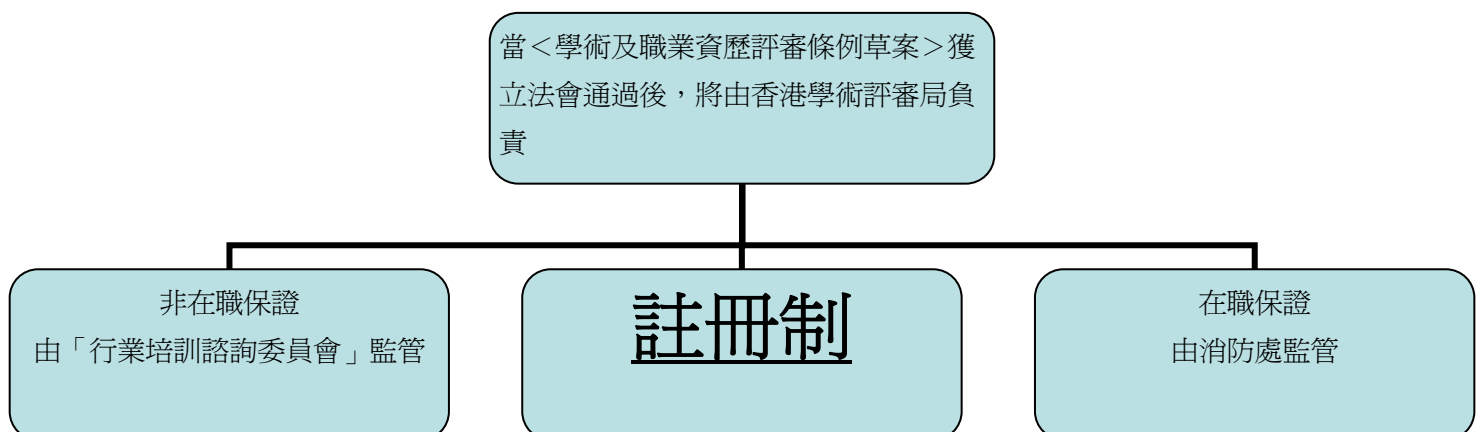 當＜學術及職業資歷評審條例草案＞獲
立法會通過後，將由香港學術評審局負
責
非在職保證
由「行業培訓諮詢委員會」監管
註冊制
在職保證
由消防處監管